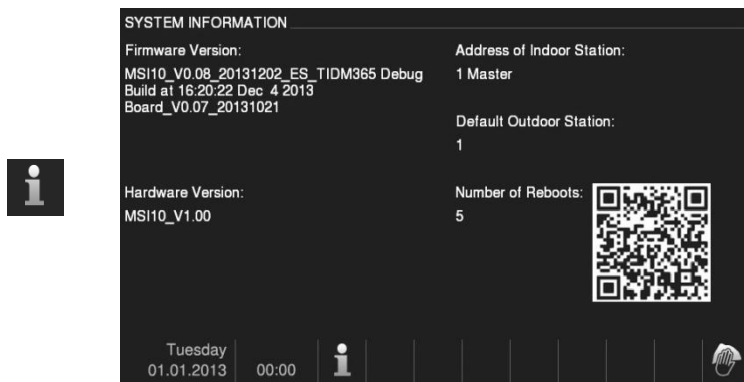 SYSTEM INFORMATION
Firmware Version:
MSI10_V0.08_20131202_ES_TIDM365 Debug
Build at 16:20:22 Dec 4 2013
Board_V0.07_20131021
Address of Indoor Station:
1 Master
Default Outdoor Station:
1
Hardware Version:
MSI10_V1.00
Number of Reboots:
5
Tuesday
01.01.2013
00:00